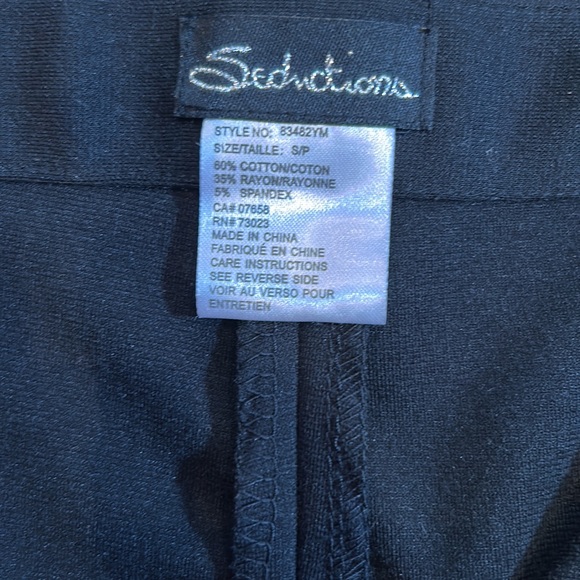 Seductions
STYLE NO: 83482YM
SIZE/TAILLE: S/P
60% COTTON/COTON
35% RAYON/RAYONNE
5% SPANDEX
CA# 07658
RN# 73023
MADE IN CHINA
FABRIQUÉ EN CHINE
CARE INSTRUCTIONS
SEE REVERSE SIDE
VOIR AU VERSO POUR
ENTRETIEN